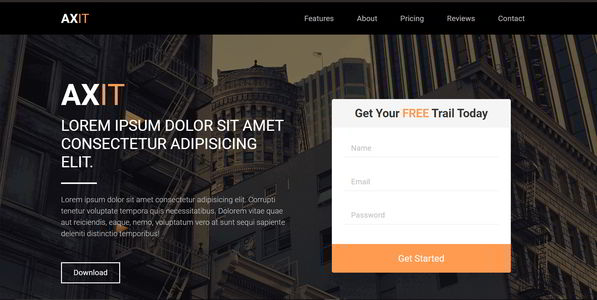 AXIT
Features About Pricing Reviews Contact
AXIT
LOREM IPSUM DOLOR SIT AMET
CONSECTETUR ADIPISICING
ELIT.
Lorem ipsum dolor sit amet consectetur adipisicing elit. Corrupti
tenetur voluptate tempora quis necessitatibus. Dolorem vitae quae
aut reiciendis, eaque, nemo, voluptatum vero sunt sequi sapiente
deleniti distinctio temporibus!
Download
Get Your FREE Trail Today
Name
Email
Password
Get Started